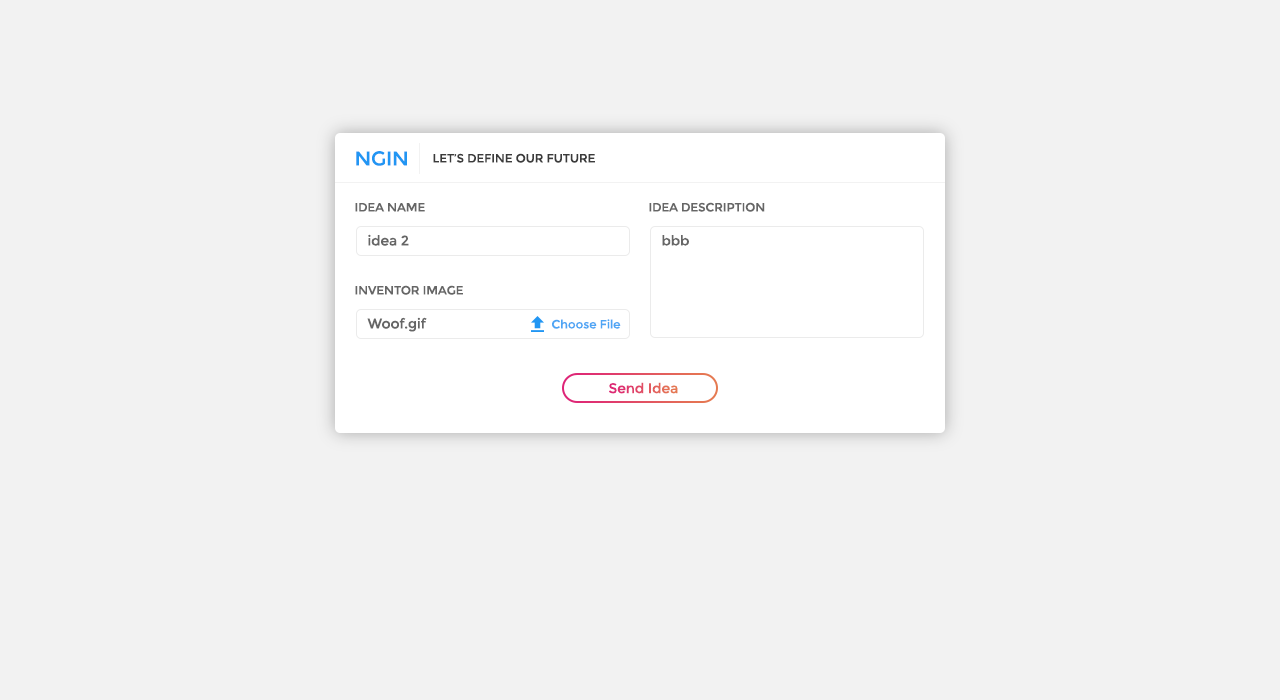 NGIN
LET'S DEFINE OUR FUTURE
IDEA NAME
idea 2
INVENTOR IMAGE
Woof.gif
Choose File
IDEA DESCRIPTION
bbb
Send Idea